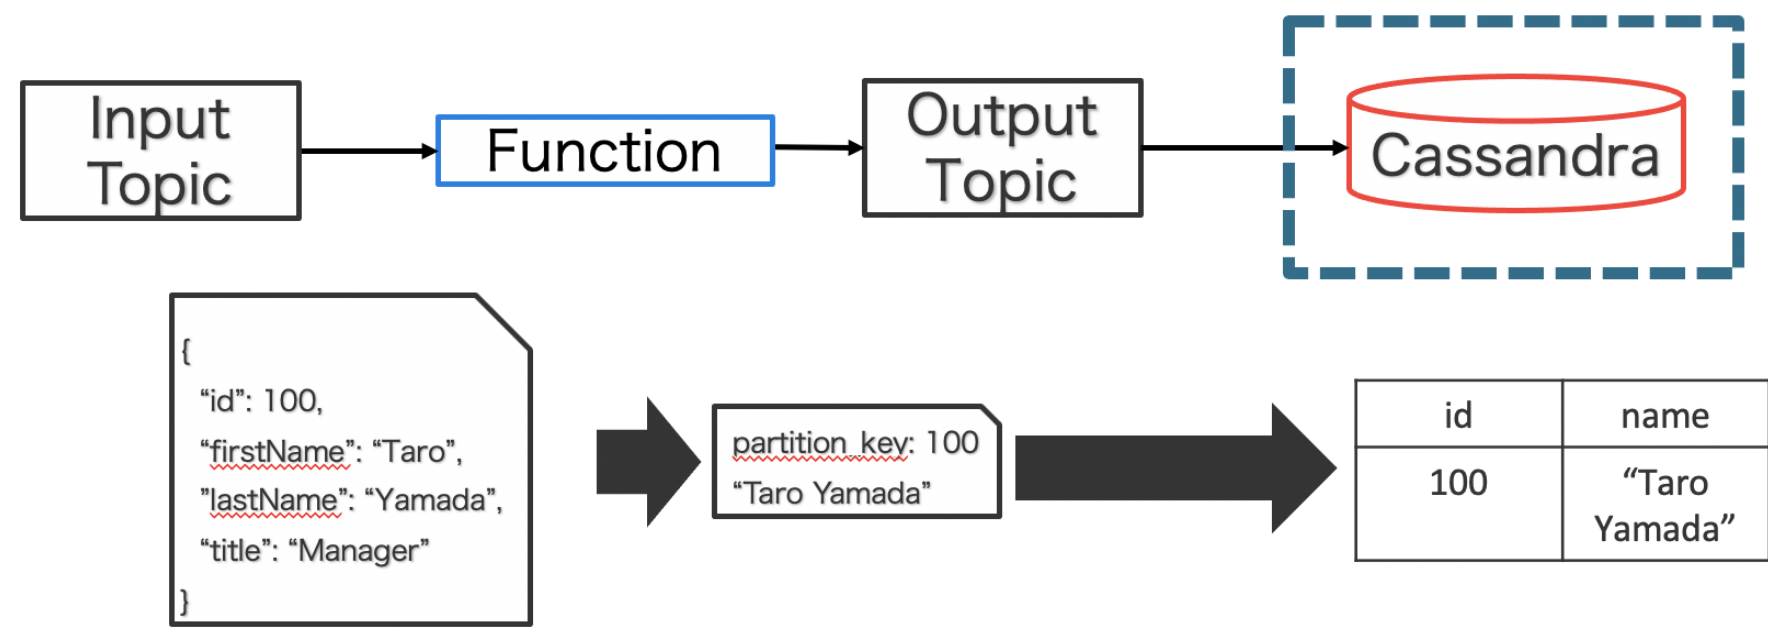 Input
Topic
Function
Output
Topic
Cassandra
{
“id”: 100,
“firstName”: “Taro”,
”lastName”: “Yamada”,
“title”: “Manager”
}
partition_key: 100
“Taro Yamada”
id name
100 “Taro
Yamada”